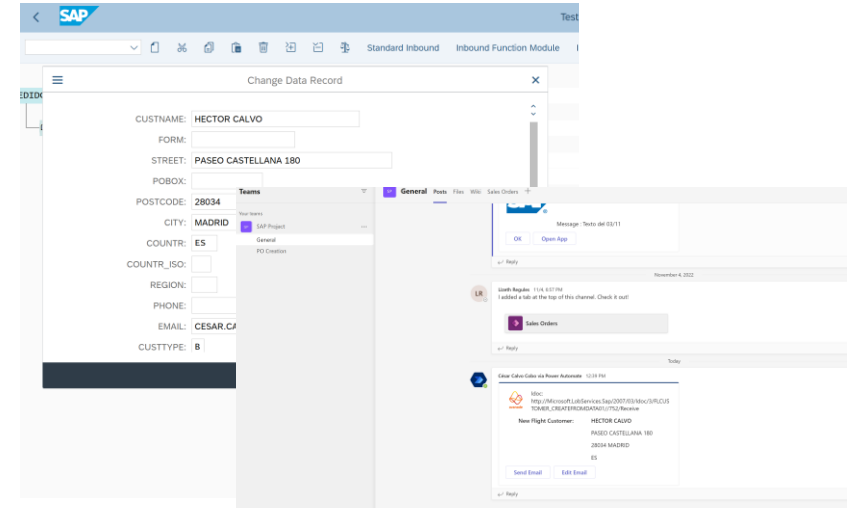 SAP
Test
Standard Inbound Inbound Function Module
Change Data Record
EDIDC
CUSTNAME: HECTOR CALVO
FORM:
STREET: PASEO CASTELLANA 180
POBOX:
POSTCODE: 28034
CITY: MADRID
COUNTR: ES
COUNTR_ISO:
REGION:
PHONE:
EMAIL: CESAR.CA
CUSTTYPE: B
Teams
Your teams
SAP Project
General
PO Creation
General Posts Files Wiki Sales Orders +
Message : Texto del 03/11
OK Open App
Reply
November 4, 2022
LR
Lizeth Regules 11/4, 6:57 PM
I added a tab at the top of this channel. Check it out!
Sales Orders
Reply
Today
César Calvo Cobo via Power Automate 12:39 PM
Idoc:
http://Microsoft.LobServices.Sap/2007/03/Idoc/3/FLCUS
TOMER_CREATEFROMDATA01//752/Receive
New Flight Customer: HECTOR CALVO
PASEO CASTELLANA 180
28034 MADRID
ES
Send Email Edit Email
Reply